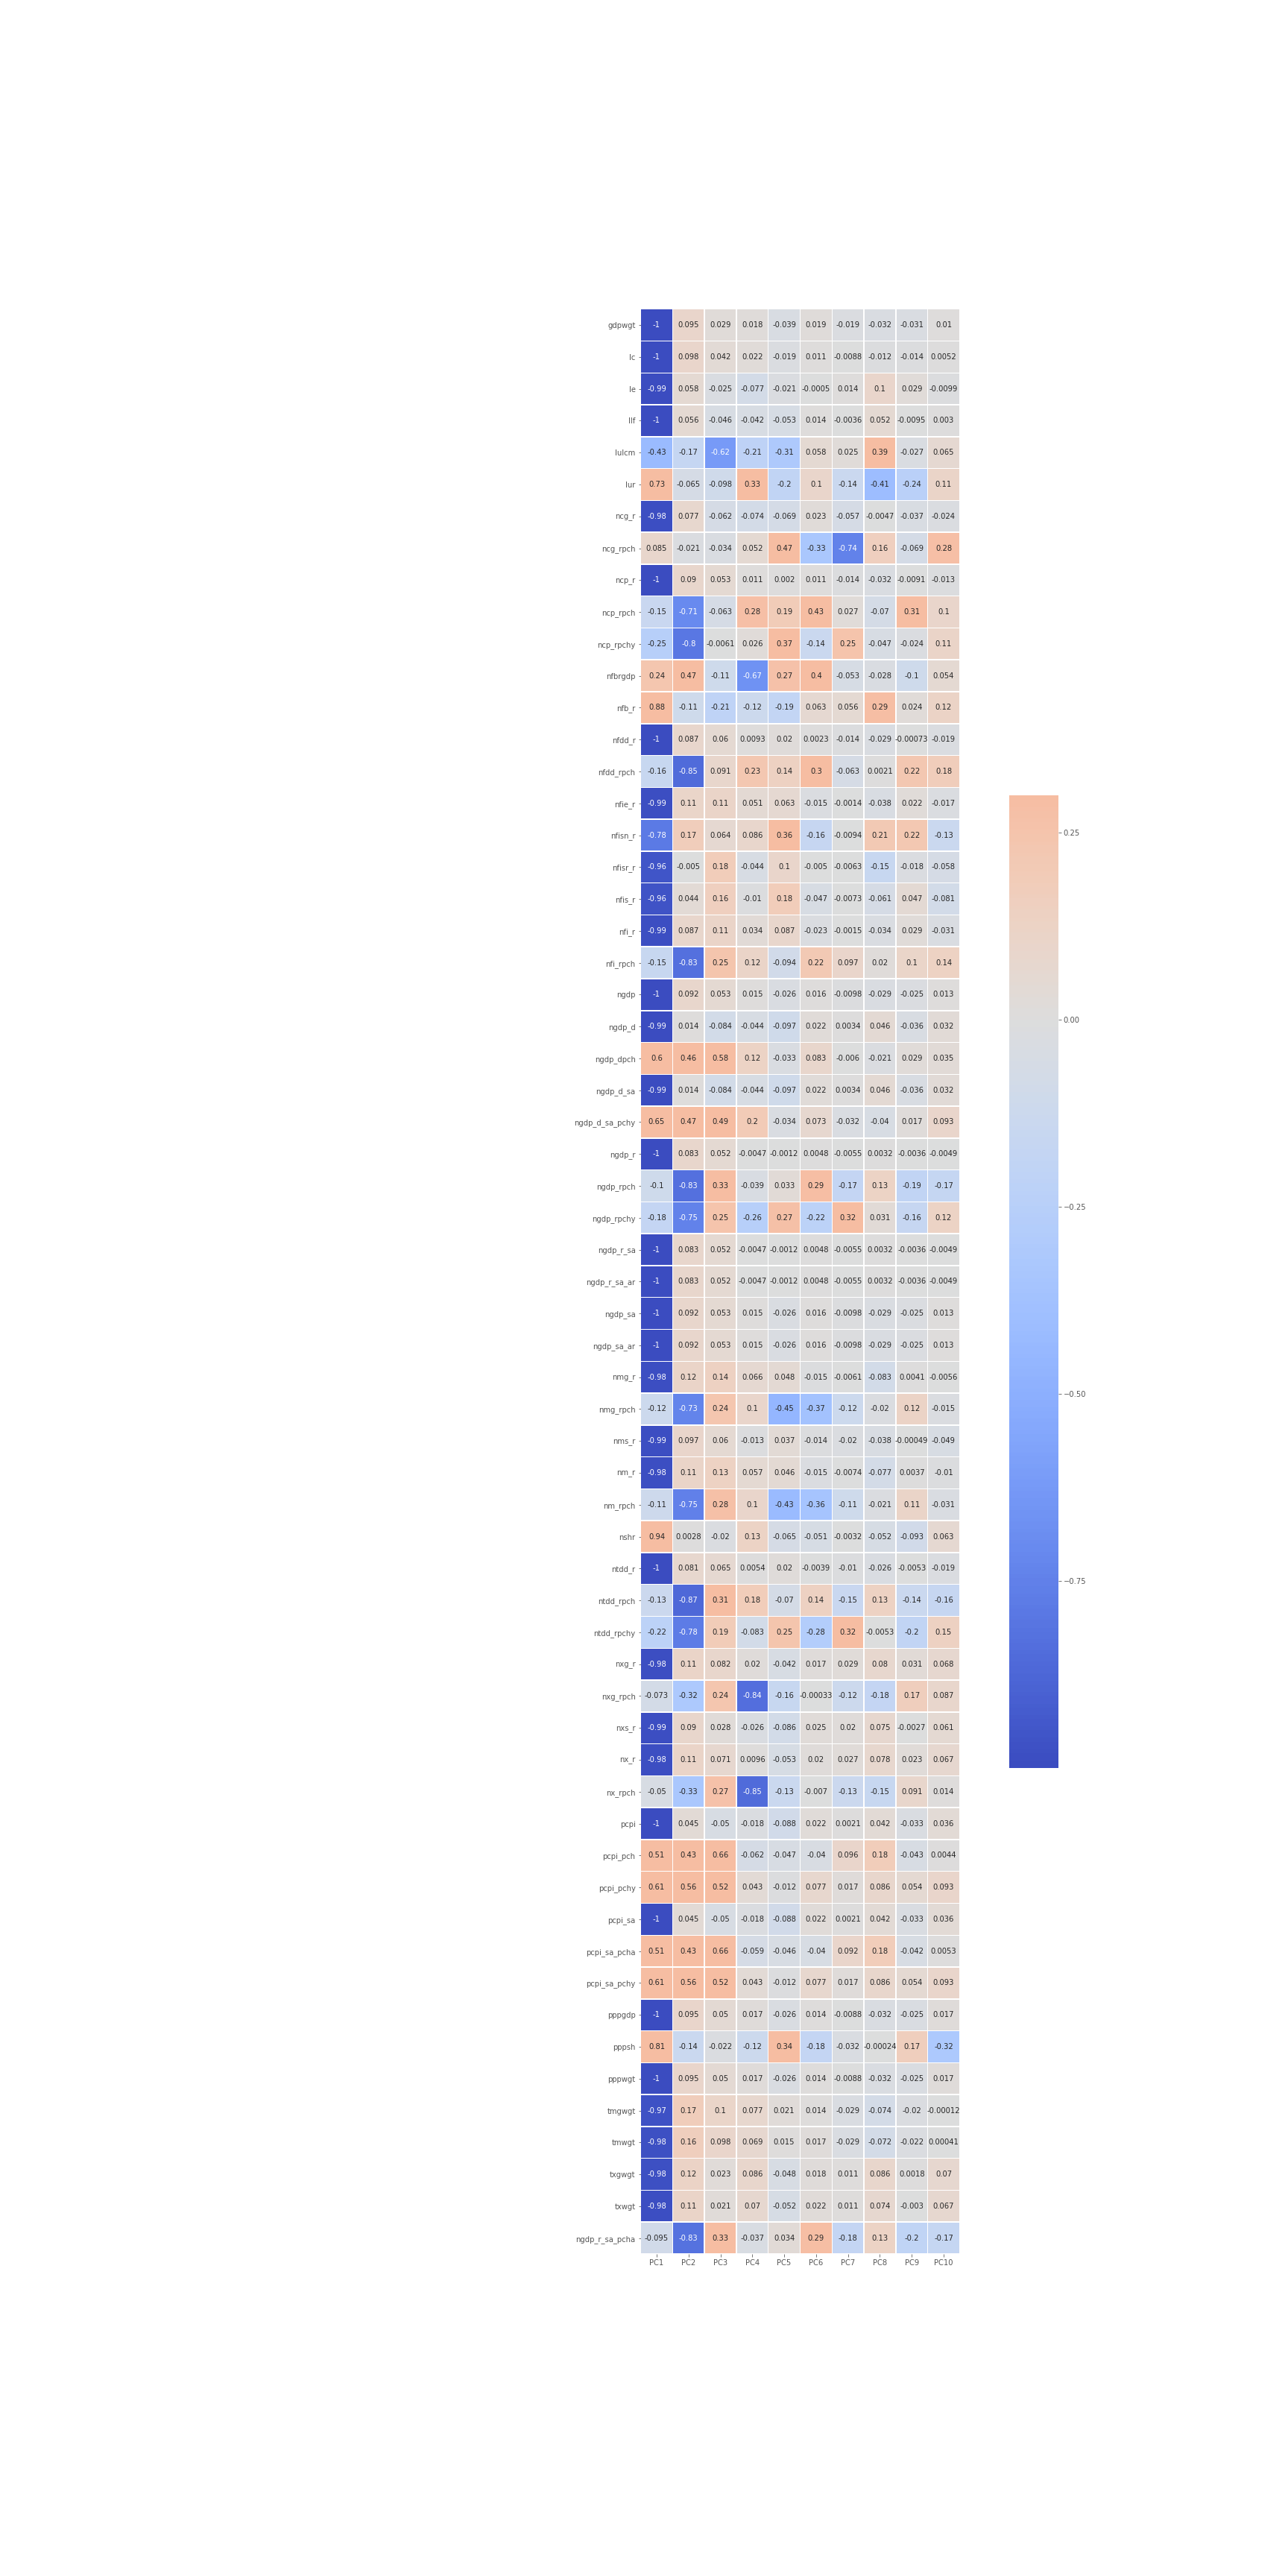 gdpwgt -1 0.095 0.029 0.018 -0.039 0.019 -0.019 -0.032 -0.031 0.01
lc -1 0.098 0.042 0.022 -0.019 0.011 -0.0088 -0.012 -0.014 0.0052
le -0.99 0.058 -0.025 -0.077 -0.021 -0.0005 0.014 0.1 0.029 -0.0099
llf -1 0.056 -0.046 -0.042 -0.053 0.014 -0.0036 0.052 -0.0095 0.003
lulcm -0.43 -0.17 -0.62 -0.21 -0.31 0.058 0.025 0.39 -0.027 0.065
lur 0.73 -0.065 -0.098 0.33 -0.2 0.1 -0.14 -0.41 -0.24 0.11
ncg_r -0.98 0.077 -0.062 -0.074 -0.069 0.023 -0.057 -0.0047 -0.037 -0.024
ncg_rpch 0.085 -0.021 -0.034 0.052 0.47 -0.33 -0.74 0.16 -0.069 0.28
ncp_r -1 0.09 0.053 0.011 0.002 0.011 -0.014 -0.032 -0.0091 -0.013
ncp_rpch -0.15 -0.71 -0.063 0.28 0.19 0.43 0.027 -0.07 0.31 0.1
ncp_rpchy -0.25 -0.8 -0.0061 0.026 0.37 -0.14 0.25 -0.047 -0.024 0.11
nfbrgdp 0.24 0.47 -0.11 -0.67 0.27 0.4 -0.053 -0.028 -0.1 0.054
nfb_r 0.88 -0.11 -0.21 -0.12 -0.19 0.063 0.056 0.29 0.024 0.12
nfdd_r -1 0.087 0.06 0.0093 0.02 0.0023 -0.014 -0.029 -0.00073 -0.019
nfdd_rpch -0.16 -0.85 0.091 0.23 0.14 0.3 -0.063 0.0021 0.22 0.18
nfie_r -0.99 0.11 0.11 0.051 0.063 -0.015 -0.0014 -0.038 0.022 -0.017
nfisn_r -0.78 0.17 0.064 0.086 0.36 -0.16 -0.0094 0.21 0.22 -0.13
nfisr_r -0.96 -0.005 0.18 -0.044 0.1 -0.005 -0.0063 -0.15 -0.018 -0.058
nfis_r -0.96 0.044 0.16 -0.01 0.18 -0.047 -0.0073 -0.061 0.047 -0.081
nfi_r -0.99 0.087 0.11 0.034 0.087 -0.023 -0.0015 -0.034 0.029 -0.031
nfi_rpch -0.15 -0.83 0.25 0.12 -0.094 0.22 0.097 0.02 0.1 0.14
ngdp -1 0.092 0.053 0.015 -0.026 0.016 -0.0098 -0.029 -0.025 0.013
ngdp_d -0.99 0.014 -0.084 -0.044 -0.097 0.022 0.0034 0.046 -0.036 0.032
ngdp_dpch 0.6 0.46 0.58 0.12 -0.033 0.083 -0.006 -0.021 0.029 0.035
ngdp_d_sa -0.99 0.014 -0.084 -0.044 -0.097 0.022 0.0034 0.046 -0.036 0.032
ngdp_d_sa_pchy 0.65 0.47 0.49 0.2 -0.034 0.073 -0.032 -0.04 0.017 0.093
ngdp_r -1 0.083 0.052 -0.0047 -0.0012 0.0048 -0.0055 0.0032 -0.0036 -0.0049
ngdp_rpch -0.1 -0.83 0.33 -0.039 0.033 0.29 -0.17 0.13 -0.19 -0.17
ngdp_rpchy -0.18 -0.75 0.25 -0.26 0.27 -0.22 0.32 0.031 -0.16 0.12
ngdp_r_sa -1 0.083 0.052 -0.0047 -0.0012 0.0048 -0.0055 0.0032 -0.0036 -0.0049
ngdp_r_sa_ar -1 0.083 0.052 -0.0047 -0.0012 0.0048 -0.0055 0.0032 -0.0036 -0.0049
ngdp_sa -1 0.092 0.053 0.015 -0.026 0.016 -0.0098 -0.029 -0.025 0.013
ngdp_sa_ar -1 0.092 0.053 0.015 -0.026 0.016 -0.0098 -0.029 -0.025 0.013
nmg_r -0.98 0.12 0.14 0.066 0.048 -0.015 -0.0061 -0.083 0.0041 -0.0056
nmg_rpch -0.12 -0.73 0.24 0.1 -0.45 -0.37 -0.12 -0.02 0.12 -0.015
nms_r -0.99 0.097 0.06 -0.013 0.037 -0.014 -0.02 -0.038 -0.00049 -0.049
nm_r -0.98 0.11 0.13 0.057 0.046 -0.015 -0.0074 -0.077 0.0037 -0.01
nm_rpch -0.11 -0.75 0.28 0.1 -0.43 -0.36 -0.11 -0.021 0.11 -0.031
nshr 0.94 0.0028 -0.02 0.13 -0.065 -0.051 -0.0032 -0.052 -0.093 0.063
ntdd_r -1 0.081 0.065 0.0054 0.02 -0.0039 -0.01 -0.026 -0.0053 -0.019
ntdd_rpch -0.13 -0.87 0.31 0.18 -0.07 0.14 -0.15 0.13 -0.14 -0.16
ntdd_rpchy -0.22 -0.78 0.19 -0.083 0.25 -0.28 0.32 -0.0053 -0.2 0.15
nxg_r -0.98 0.11 0.082 0.02 -0.042 0.017 0.029 0.08 0.031 0.068
nxg_rpch -0.073 -0.32 0.24 -0.84 -0.16 -0.00033 -0.12 -0.18 0.17 0.087
nxs_r -0.99 0.09 0.028 -0.026 -0.086 0.025 0.02 0.075 -0.0027 0.061
nx_r -0.98 0.11 0.071 0.0096 -0.053 0.02 0.027 0.078 0.023 0.067
nx_rpch -0.05 -0.33 0.27 -0.85 -0.13 -0.007 -0.13 -0.15 0.091 0.014
pcpi -1 0.045 -0.05 -0.018 -0.088 0.022 0.0021 0.042 -0.033 0.036
pcpi_pch 0.51 0.43 0.66 -0.062 -0.047 -0.04 0.096 0.18 -0.043 0.0044
pcpi_pchy 0.61 0.56 0.52 0.043 -0.012 0.077 0.017 0.086 0.054 0.093
pcpi_sa -1 0.045 -0.05 -0.018 -0.088 0.022 0.0021 0.042 -0.033 0.036
pcpi_sa_pcha 0.51 0.43 0.66 -0.059 -0.046 -0.04 0.092 0.18 -0.042 0.0053
pcpi_sa_pchy 0.61 0.56 0.52 0.043 -0.012 0.077 0.017 0.086 0.054 0.093
pppgdp -1 0.095 0.05 0.017 -0.026 0.014 -0.0088 -0.032 -0.025 0.017
pppsh 0.81 -0.14 -0.022 -0.12 0.34 -0.18 -0.032 -0.00024 0.17 -0.32
pppwgt -1 0.095 0.05 0.017 -0.026 0.014 -0.0088 -0.032 -0.025 0.017
tmgwgt -0.97 0.17 0.1 0.077 0.021 0.014 -0.029 -0.074 -0.02 -0.00012
tmwgt -0.98 0.16 0.098 0.069 0.015 0.017 -0.029 -0.072 -0.022 0.00041
txgwgt -0.98 0.12 0.023 0.086 -0.048 0.018 0.011 0.086 0.0018 0.07
txwgt -0.98 0.11 0.021 0.07 -0.052 0.022 0.011 0.074 -0.003 0.067
ngdp_r_sa_pcha -0.095 -0.83 0.33 -0.037 0.034 0.29 -0.18 0.13 -0.2 -0.17
PC1 PC2 PC3 PC4 PC5 PC6 PC7 PC8 PC9 PC10
0.25
0.00
−0.25
−0.50
−0.75